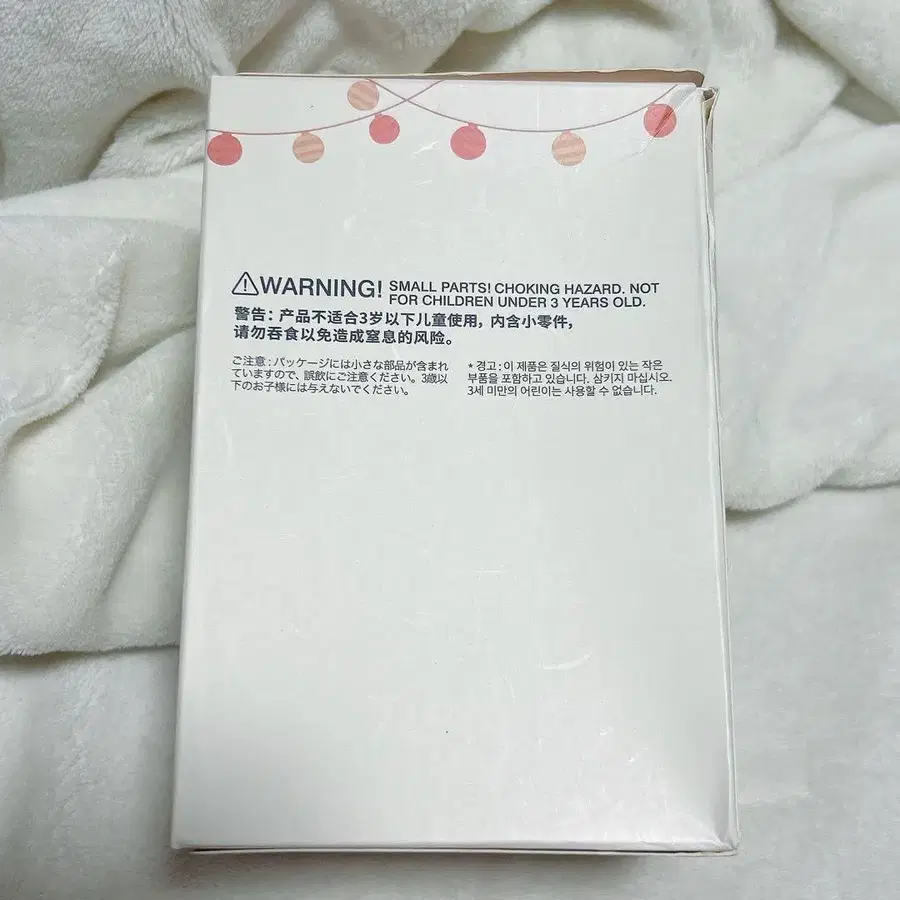 ⚠WARNING! SMALL PARTS! CHOKING HAZARD. NOT
FOR CHILDREN UNDER 3 YEARS OLD.
警告：产品不适合3岁以下儿童使用，内含小零件，
请勿吞食以免造成窒息的风险。
ご注意：パッケージには小さな部品が含まれ
ていますので、誤飲にご注意ください。3歳以
下のお子様には与えないでください。
* 경고 : 이 제품은 질식의 위험이 있는 작은
부품을 포함하고 있습니다. 삼키지 마십시오.
3세 미만의 어린이는 사용할 수 없습니다.